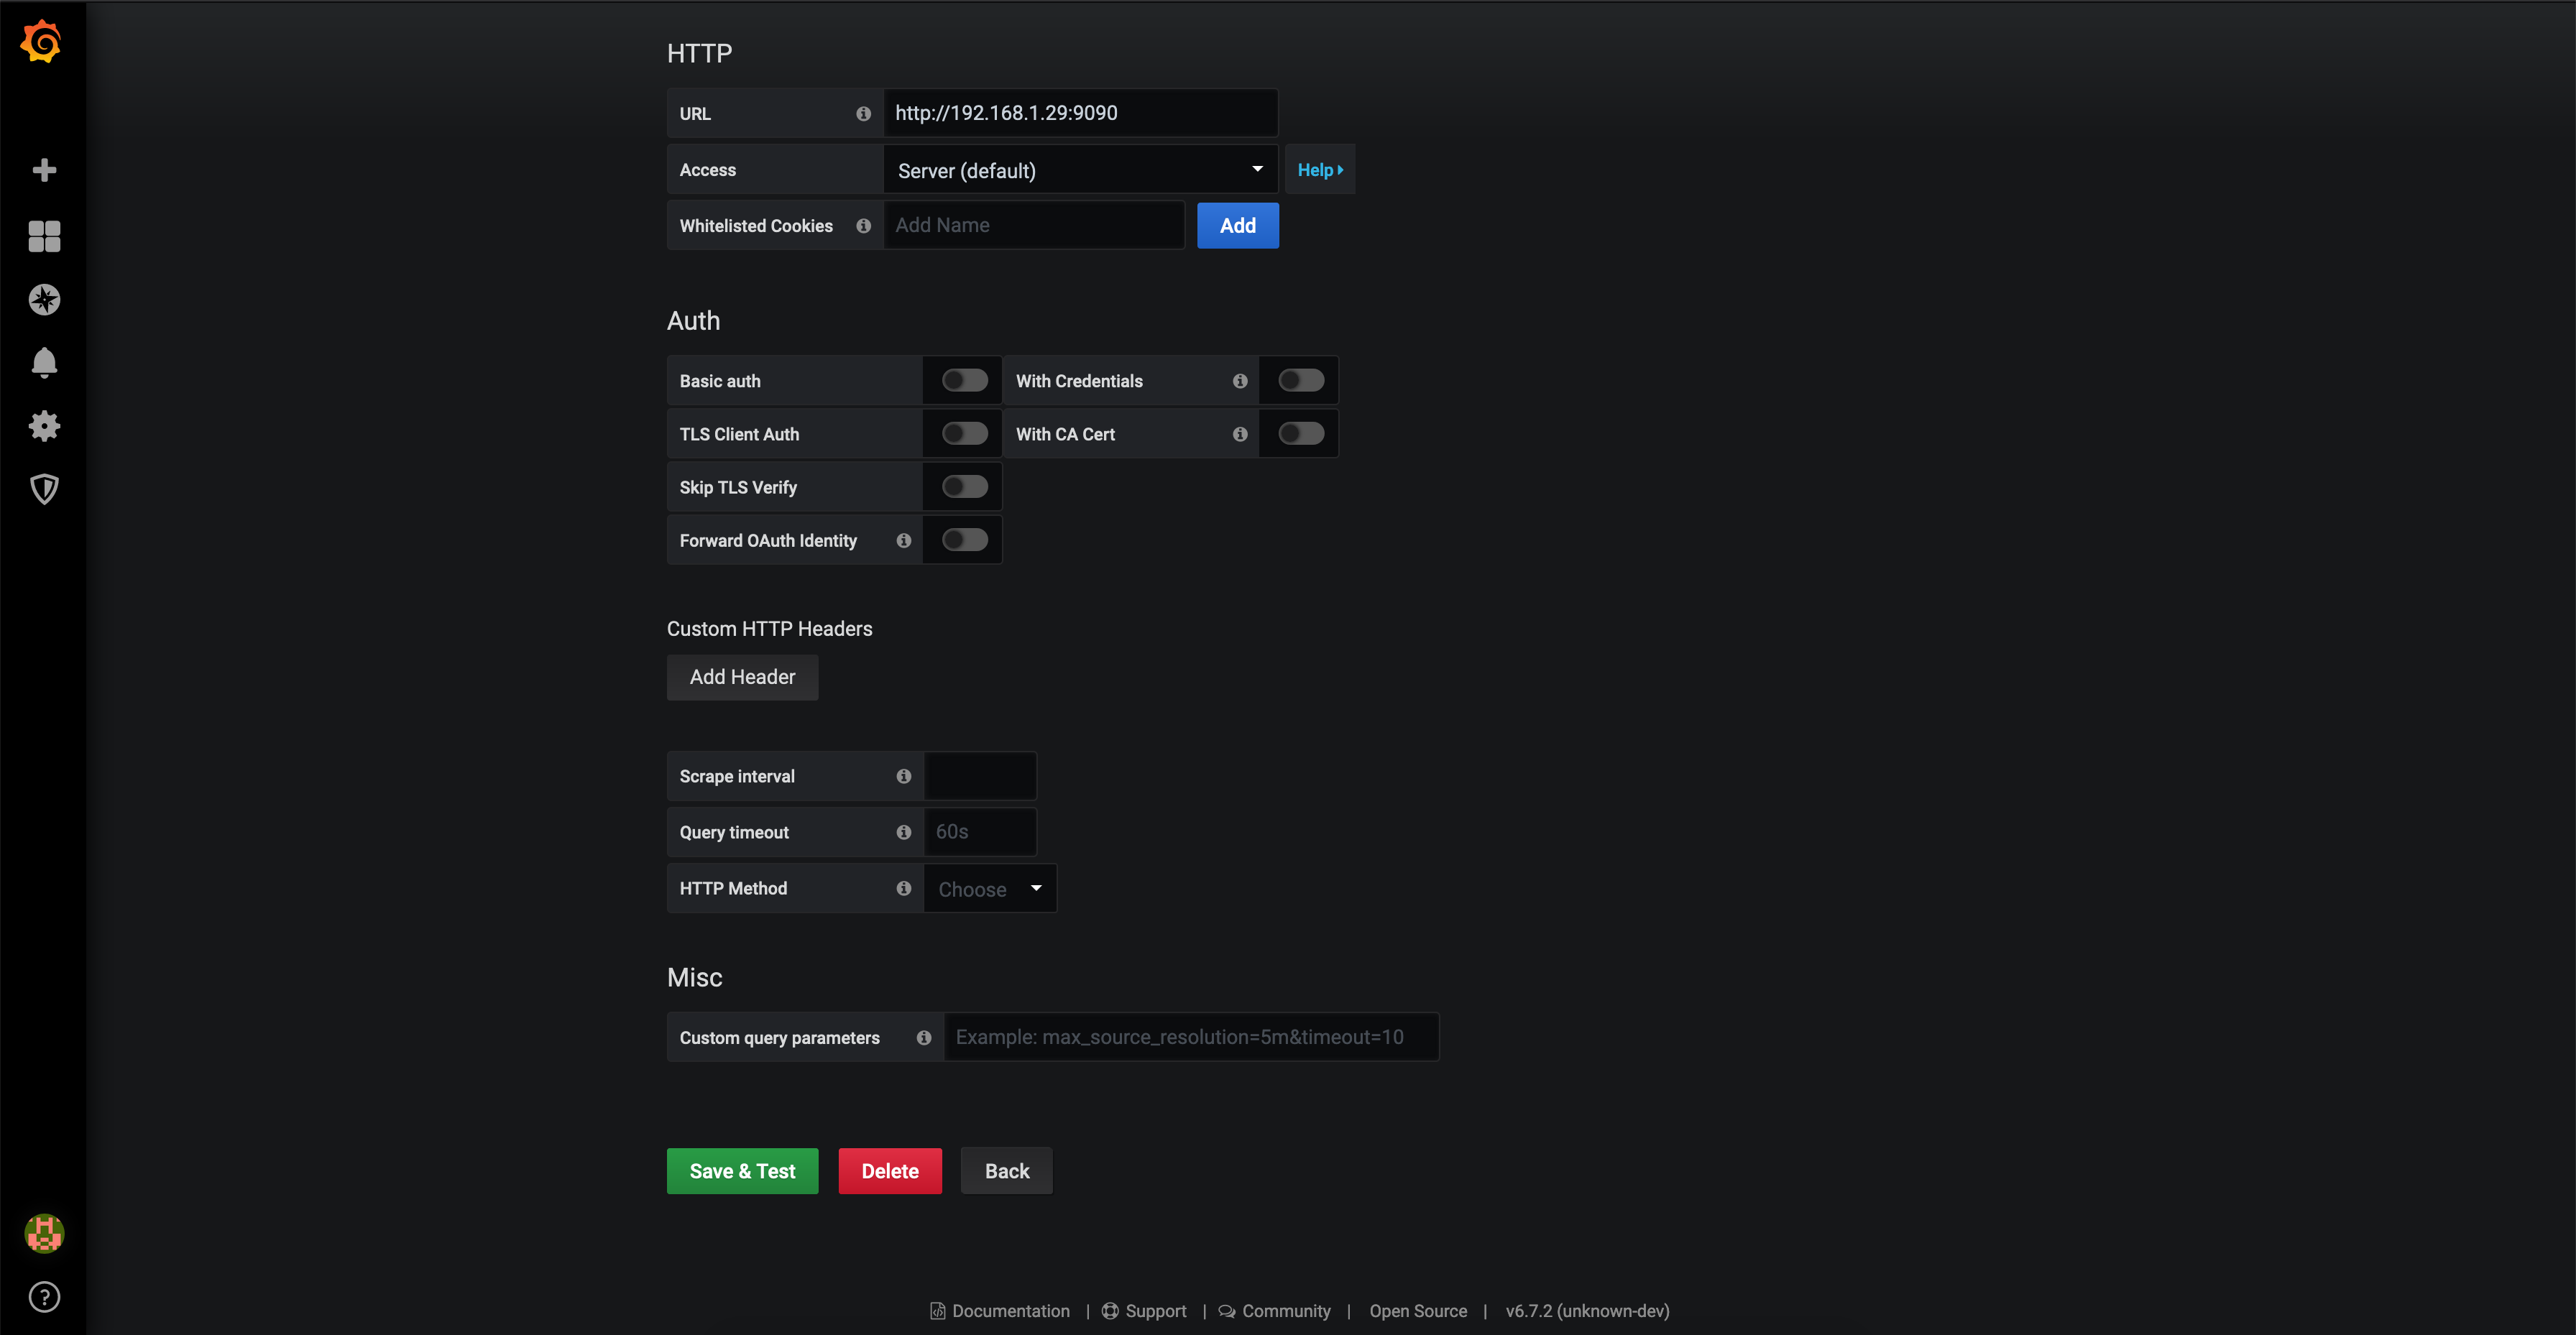 HTTP
URL http://192.168.1.29:9090
Access Server (default) Help
Whitelisted Cookies Add Name Add
Auth
Basic auth With Credentials
TLS Client Auth With CA Cert
Skip TLS Verify
Forward OAuth Identity
Custom HTTP Headers
Add Header
Scrape interval
Query timeout 60s
HTTP Method Choose
Misc
Custom query parameters Example: max_source_resolution=5m&timeout=10
Save & Test Delete Back
Documentation | Support | Community | Open Source | v6.7.2 (unknown-dev)